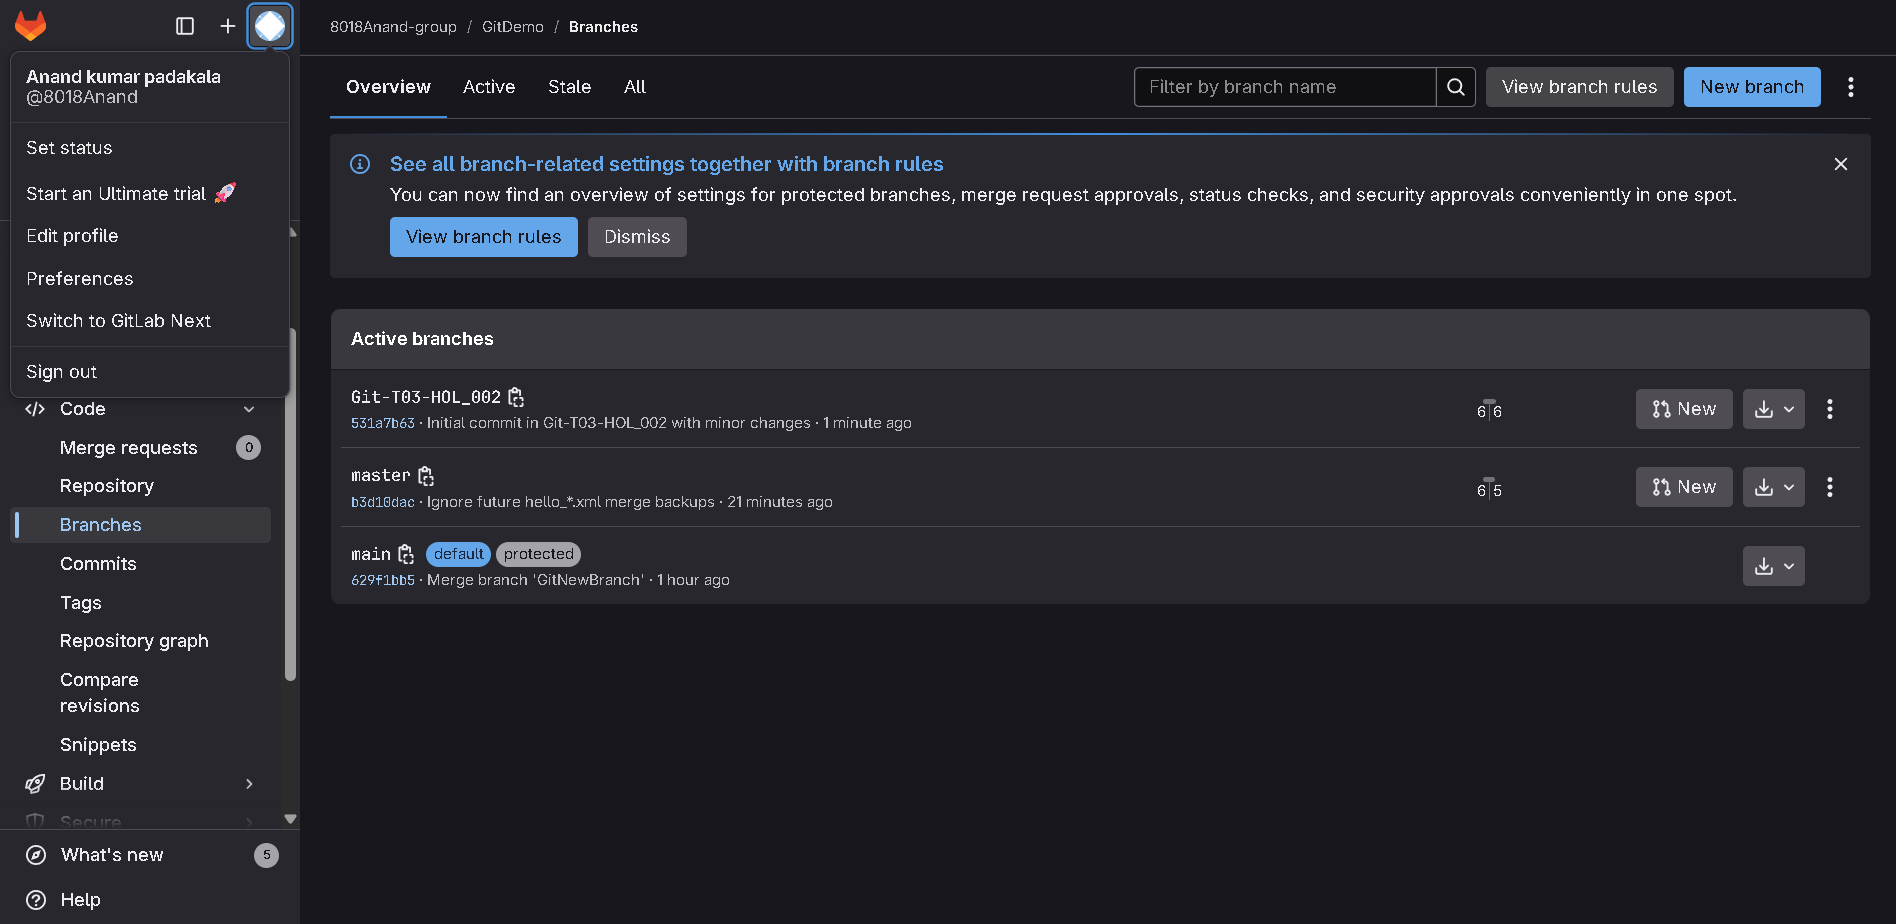 8018Anand-group / GitDemo / Branches
Anand kumar padakala
@8018Anand
Set status
Start an Ultimate trial 🚀
Edit profile
Preferences
Switch to GitLab Next
Sign out
Code
Merge requests 0
Repository
Branches
Commits
Tags
Repository graph
Compare
revisions
Snippets
Build
Secure
What's new 5
Help
Overview Active Stale All
Filter by branch name
View branch rules
New branch
See all branch-related settings together with branch rules
You can now find an overview of settings for protected branches, merge request approvals, status checks, and security approvals conveniently in one spot.
View branch rules Dismiss
Active branches
Git-T03-HOL_002
531a7b63 · Initial commit in Git-T03-HOL_002 with minor changes · 1 minute ago
6 6
New
master
b3d10dac · Ignore future hello_*.xml merge backups · 21 minutes ago
6 5
New
main default protected
629f1bb5 · Merge branch 'GitNewBranch' · 1 hour ago